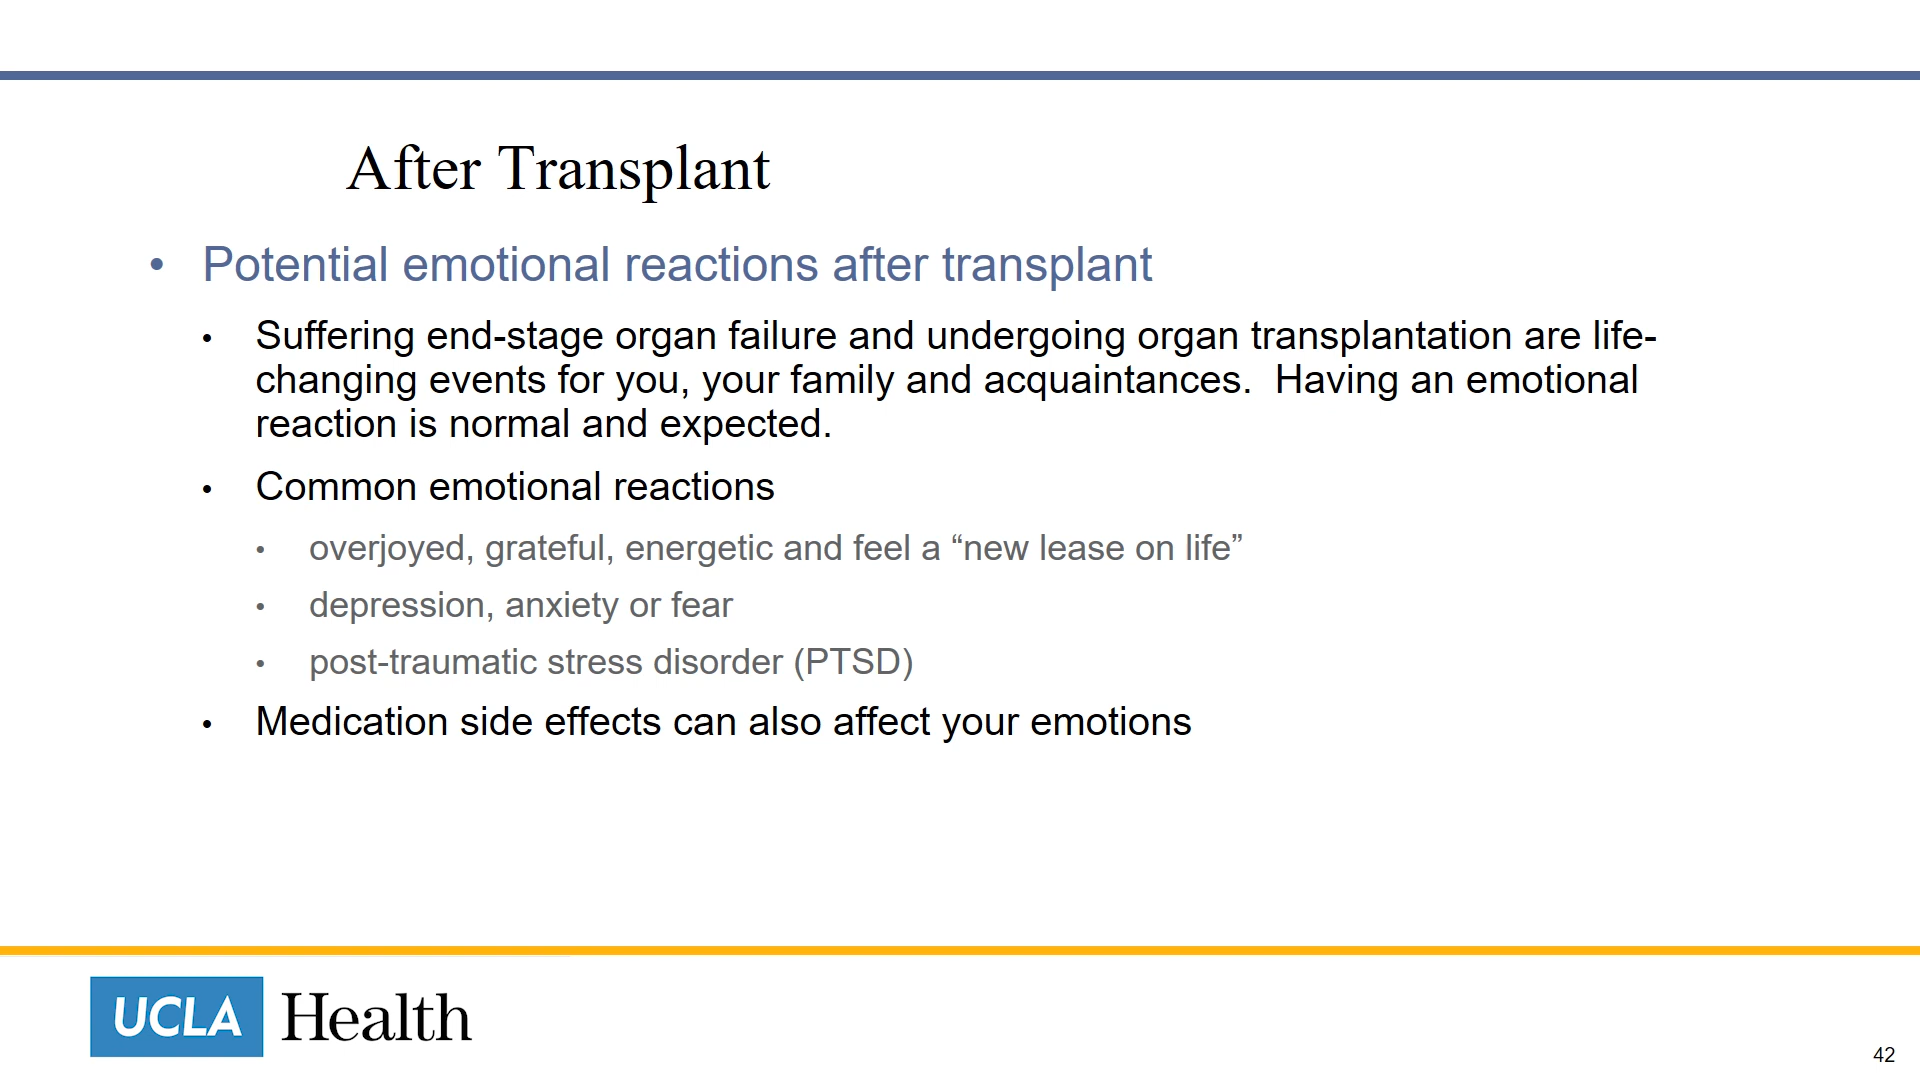 After Transplant
• Potential emotional reactions after transplant
• Suffering end-stage organ failure and undergoing organ transplantation are life-
changing events for you, your family and acquaintances.  Having an emotional
reaction is normal and expected.
• Common emotional reactions
• overjoyed, grateful, energetic and feel a “new lease on life”
• depression, anxiety or fear
• post-traumatic stress disorder (PTSD)
• Medication side effects can also affect your emotions
UCLA Health
42